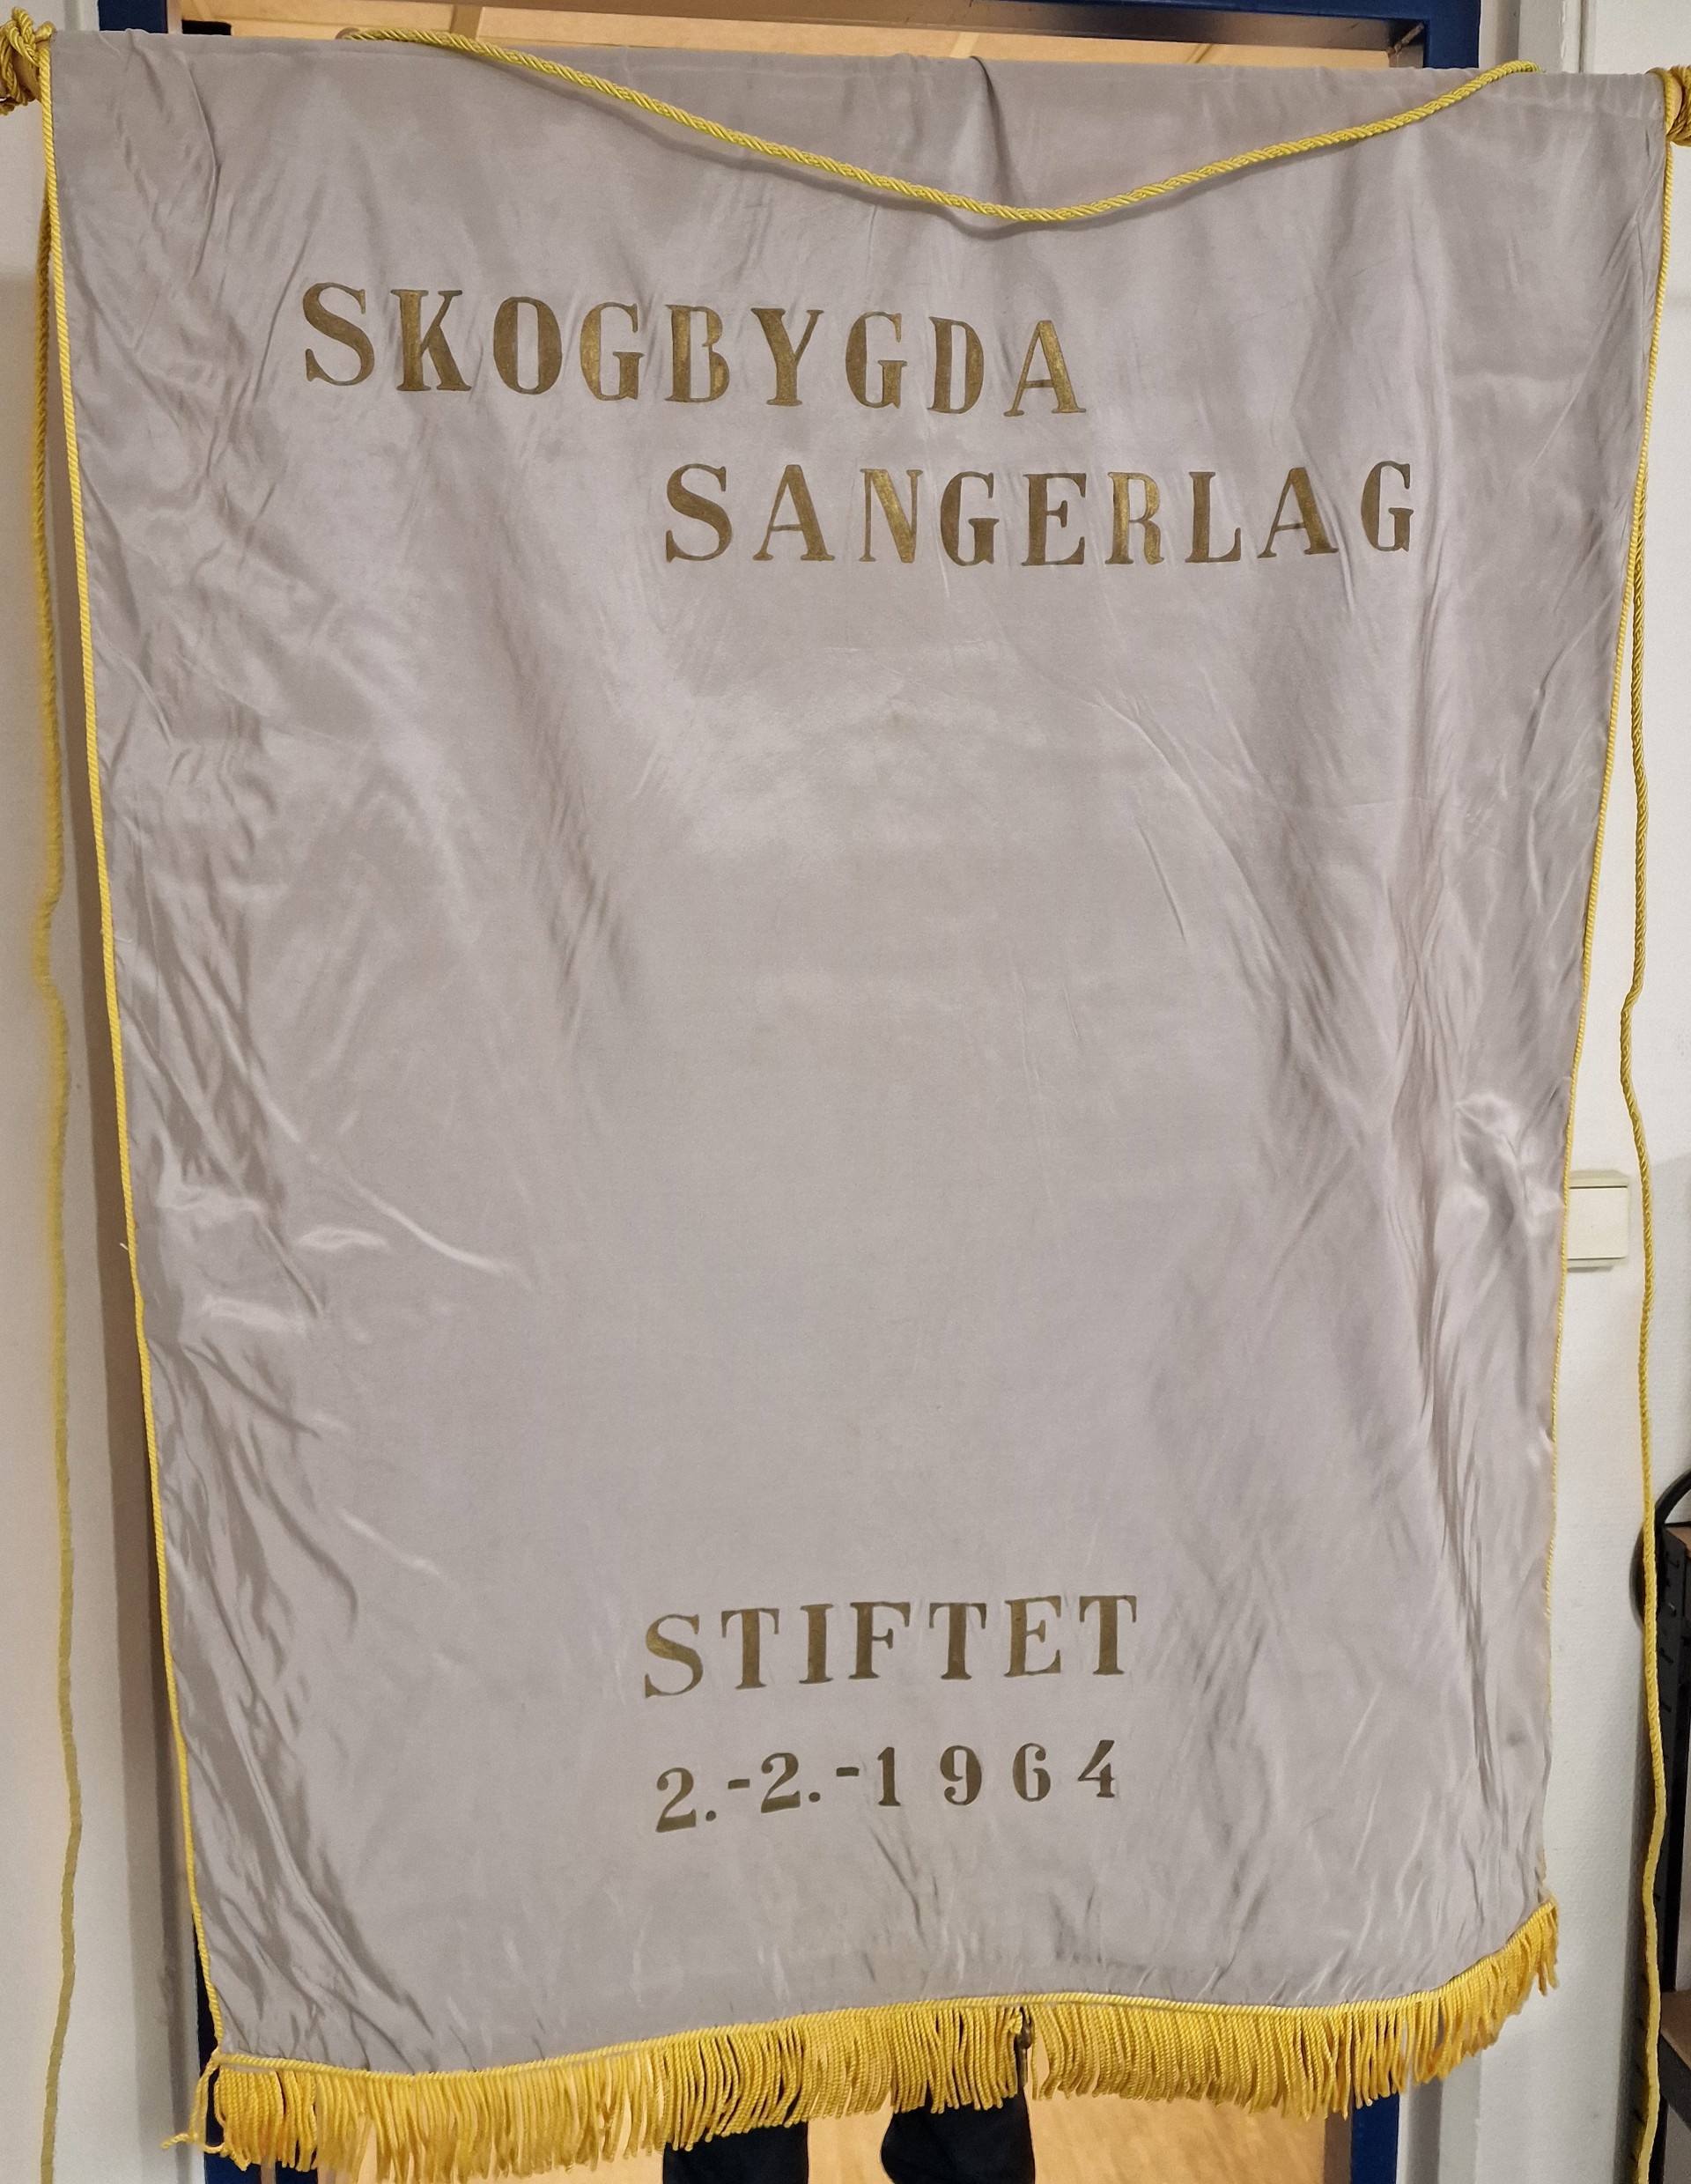 SKOGBYGDA
SANGERLAG
STIFTET
2.-2.-1964